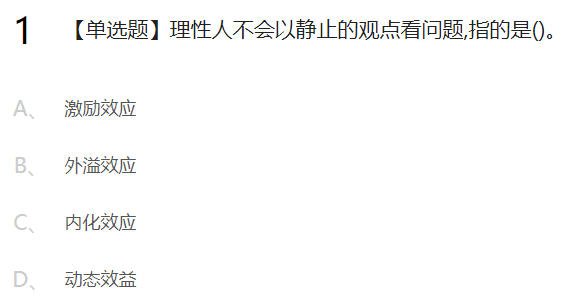 1 【单选题】理性人不会以静止的观点看问题,指的是()。
A、 激励效应
B、 外溢效应
C、 内化效应
D、 动态效益